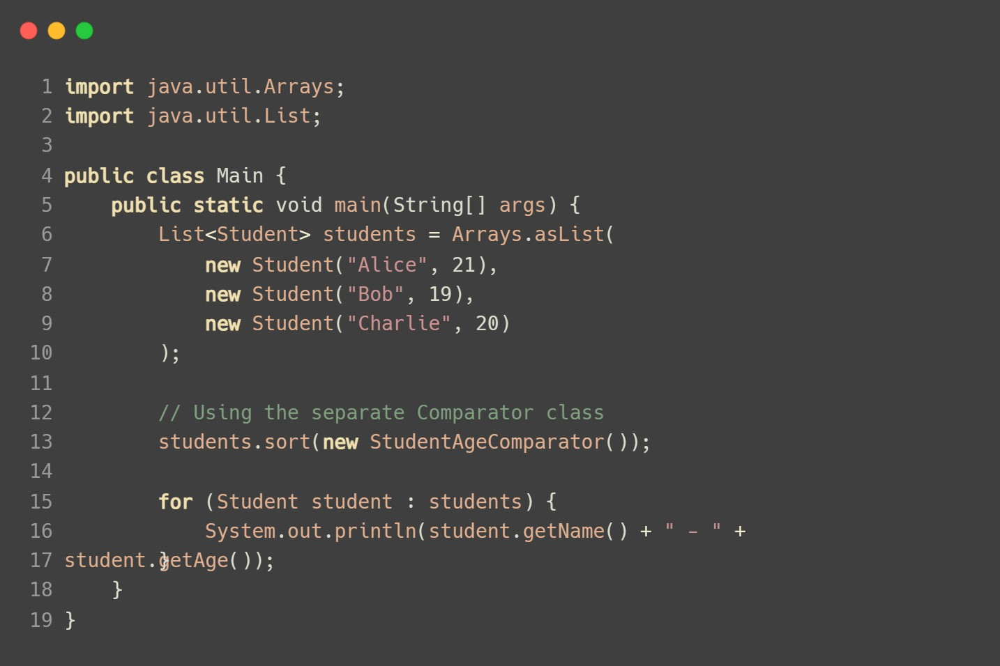 1 import java.util.Arrays;
2 import java.util.List;
3
4 public class Main {
5     public static void main(String[] args) {
6         List<Student> students = Arrays.asList(
7             new Student("Alice", 21),
8             new Student("Bob", 19),
9             new Student("Charlie", 20)
10         );
11
12         // Using the separate Comparator class
13         students.sort(new StudentAgeComparator());
14
15         for (Student student : students) {
16             System.out.println(student.getName() + " - " +
student.getAge());
17         }
18     }
19 }